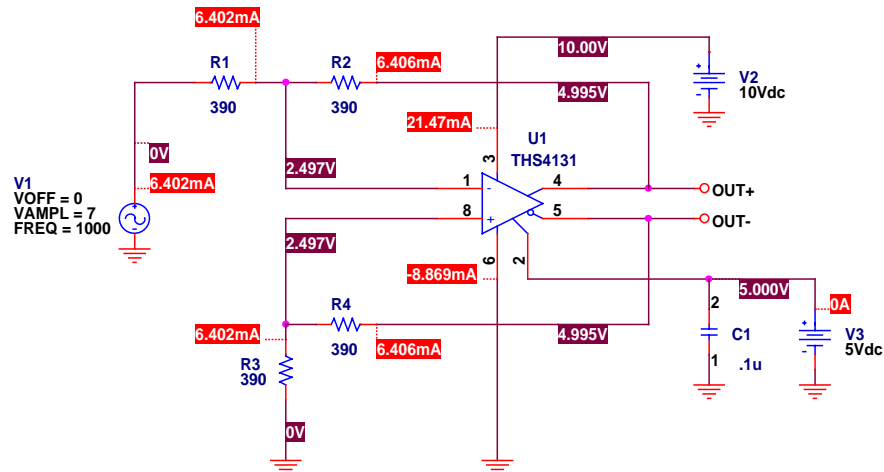 6.402mA
R1
R2
6.406mA
10.00V
390
390
4.995V
V2
10Vdc
21.47mA
U1
THS4131
0V
3
2.497V
1
-
4
OUT+
V1
VOFF = 0
VAMPL = 7
FREQ = 1000
6.402mA
8
+
5
OUT-
2.497V
6
2
-8.869mA
5.000V
0A
R4
6.402mA
390
6.406mA
4.995V
2
C1
1
.1u
V3
5Vdc
R3
390
0V